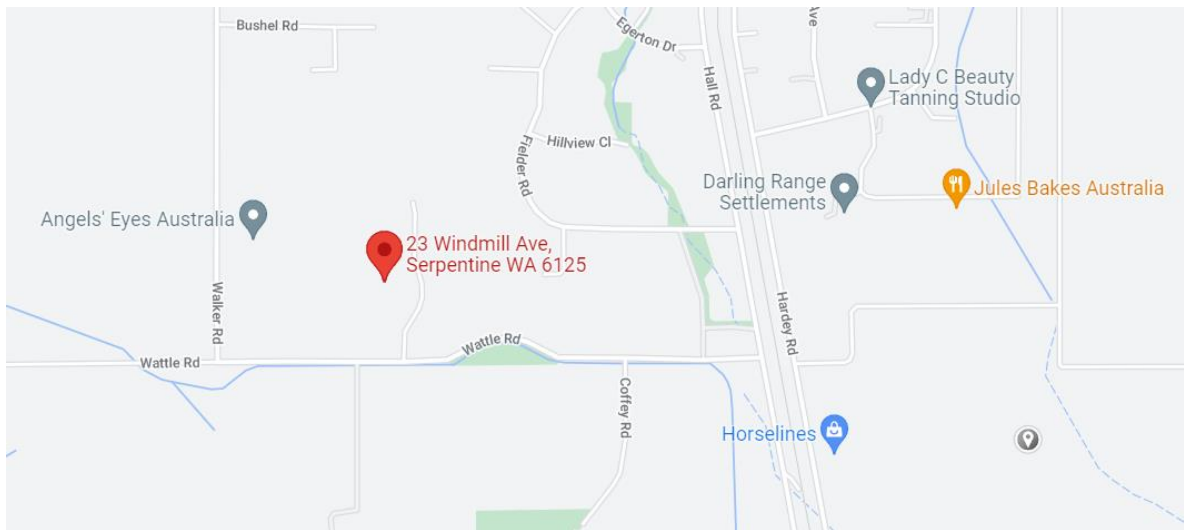 Bushel Rd
Egerton Dr
Ave
Hall Rd
Lady C Beauty
Tanning Studio
Hillview Cl
Fielder Rd
Darling Range
Settlements
Jules Bakes Australia
Angels' Eyes Australia
23 Windmill Ave,
Serpentine WA 6125
Walker Rd
Hardey Rd
Wattle Rd
Wattle Rd
Coffey Rd
Horselines